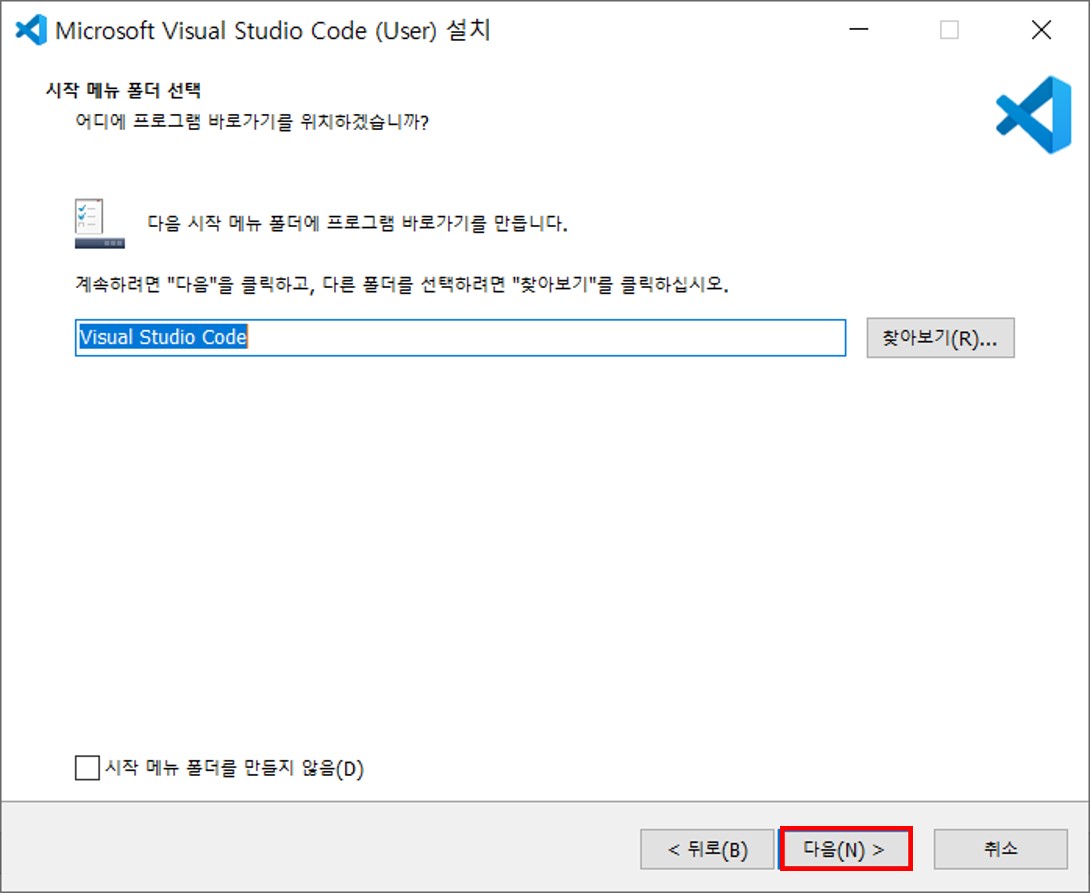 Microsoft Visual Studio Code (User) 설치
시작 메뉴 폴더 선택
어디에 프로그램 바로가기를 위치하겠습니까?
다음 시작 메뉴 폴더에 프로그램 바로가기를 만듭니다.
계속하려면 "다음"을 클릭하고, 다른 폴더를 선택하려면 "찾아보기"를 클릭하십시오.
Visual Studio Code
찾아보기(R)...
시작 메뉴 폴더를 만들지 않음(D)
< 뒤로(B)
다음(N) >
취소